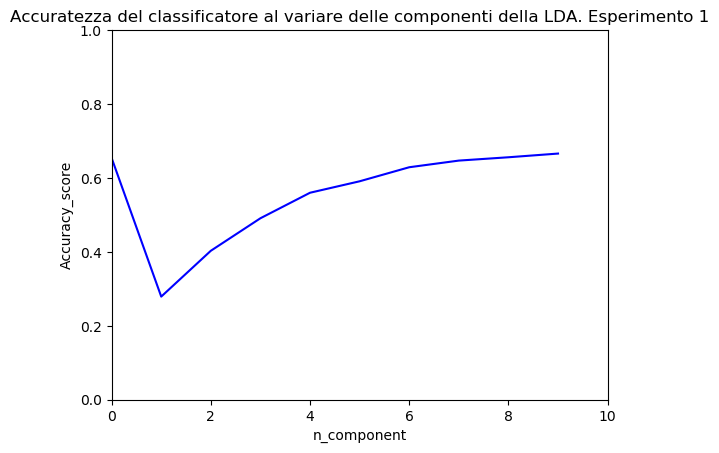 Accuratezza del classificatore al variare delle componenti della LDA. Esperimento 1
1.0
0.8
0.6
0.4
0.2
0.0
Accuracy_score
0 2 4 6 8 10
n_component